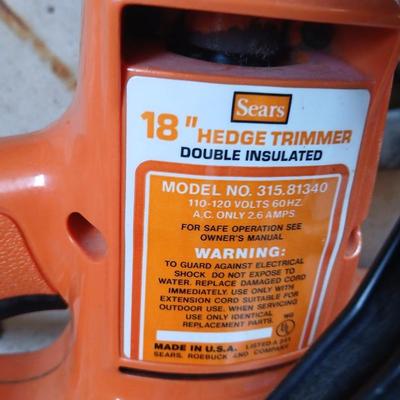 Sears
18" HEDGE TRIMMER
DOUBLE INSULATED
MODEL NO. 315.81340
110-120 VOLTS 60HZ.
A.C. ONLY 2.6 AMPS
FOR SAFE OPERATION SEE
OWNER'S MANUAL
WARNING:
TO GUARD AGAINST ELECTRICAL
SHOCK DO NOT EXPOSE TO
WATER. REPLACE DAMAGED CORD
IMMEDIATELY. USE ONLY WITH
EXTENSION CORD SUITABLE FOR
OUTDOOR USE. WHEN SERVICING
USE ONLY IDENTICAL
REPLACEMENT PARTS.
UL
MADE IN U.S.A. LISTED
SEARS, ROEBUCK AND COMPANY